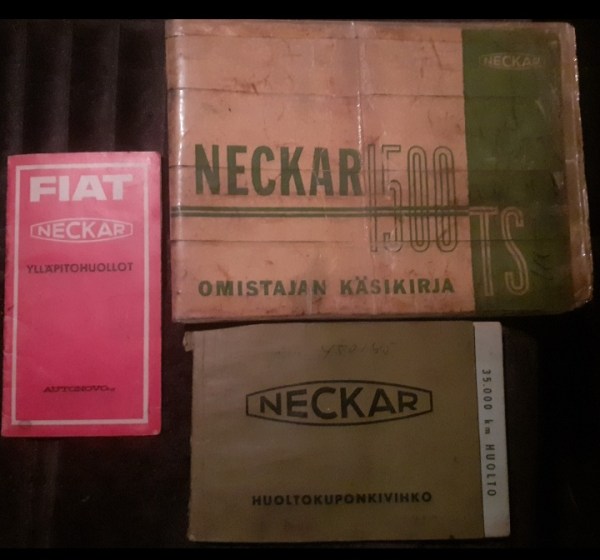 NECKAR
NECKAR 1500
TS
OMISTAJAN KÄSIKIRJA
FIAT
NECKAR
YLLÄPITOHUOLLOT
NECKAR
35.000 km HUOLTO
HUOLTOKUPONKIVIHKO